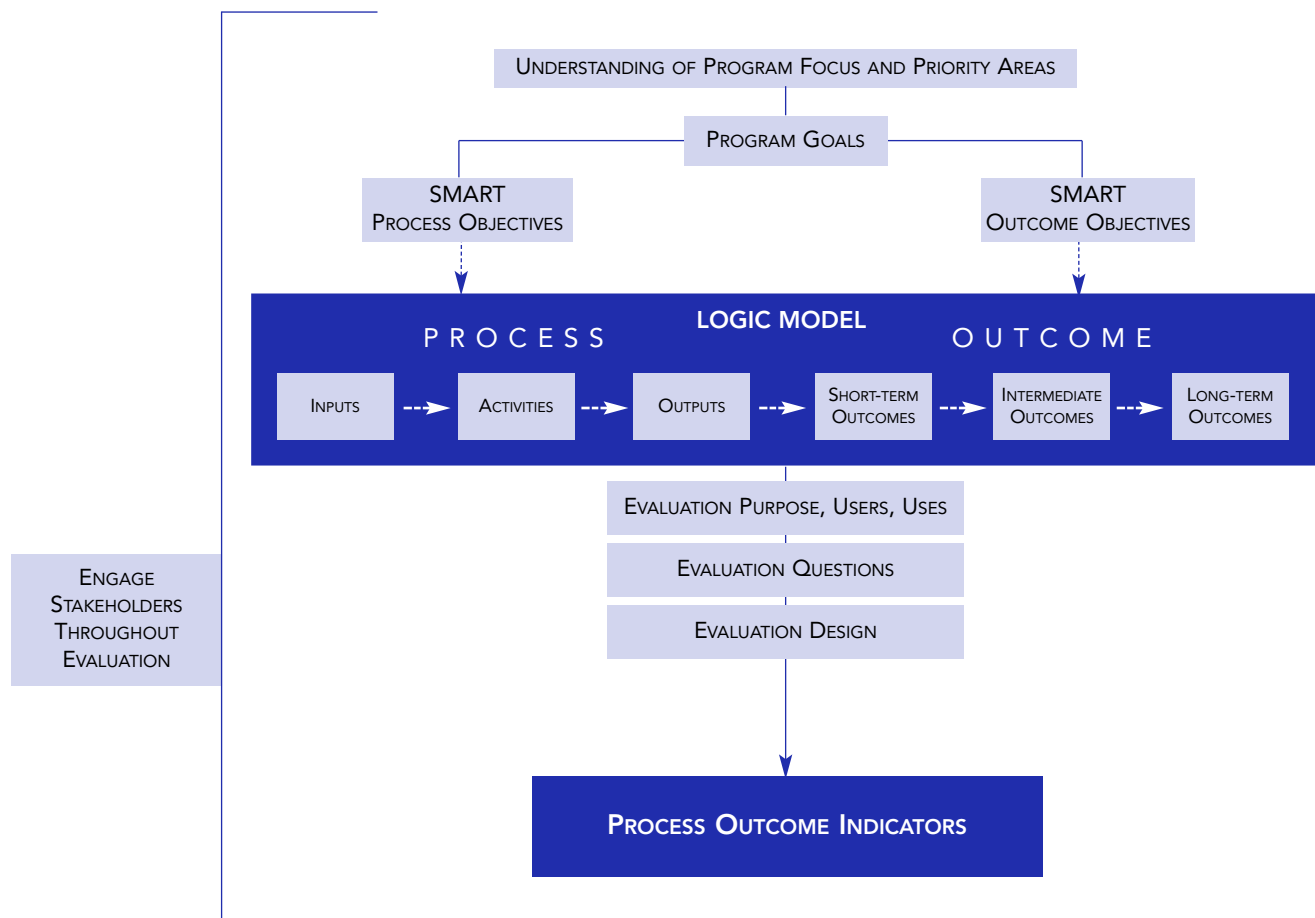 Understanding of Program Focus and Priority Areas
Program Goals
SMART
Process Objectives
SMART
Outcome Objectives
LOGIC MODEL
PROCESS
OUTCOME
Inputs
Activities
Outputs
Short-term
Outcomes
Intermediate
Outcomes
Long-term
Outcomes
Evaluation Purpose, Users, Uses
Evaluation Questions
Evaluation Design
Engage
Stakeholders
Throughout
Evaluation
Process Outcome Indicators